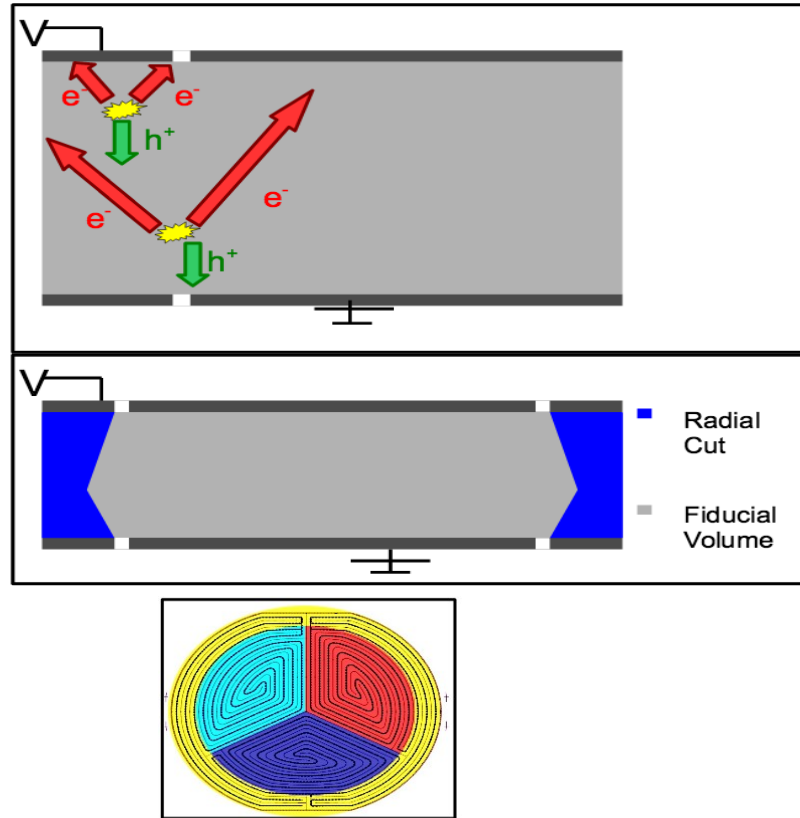 V
e- e-
h+
e-
e-
h+
V
Radial
Cut
Fiducial
Volume